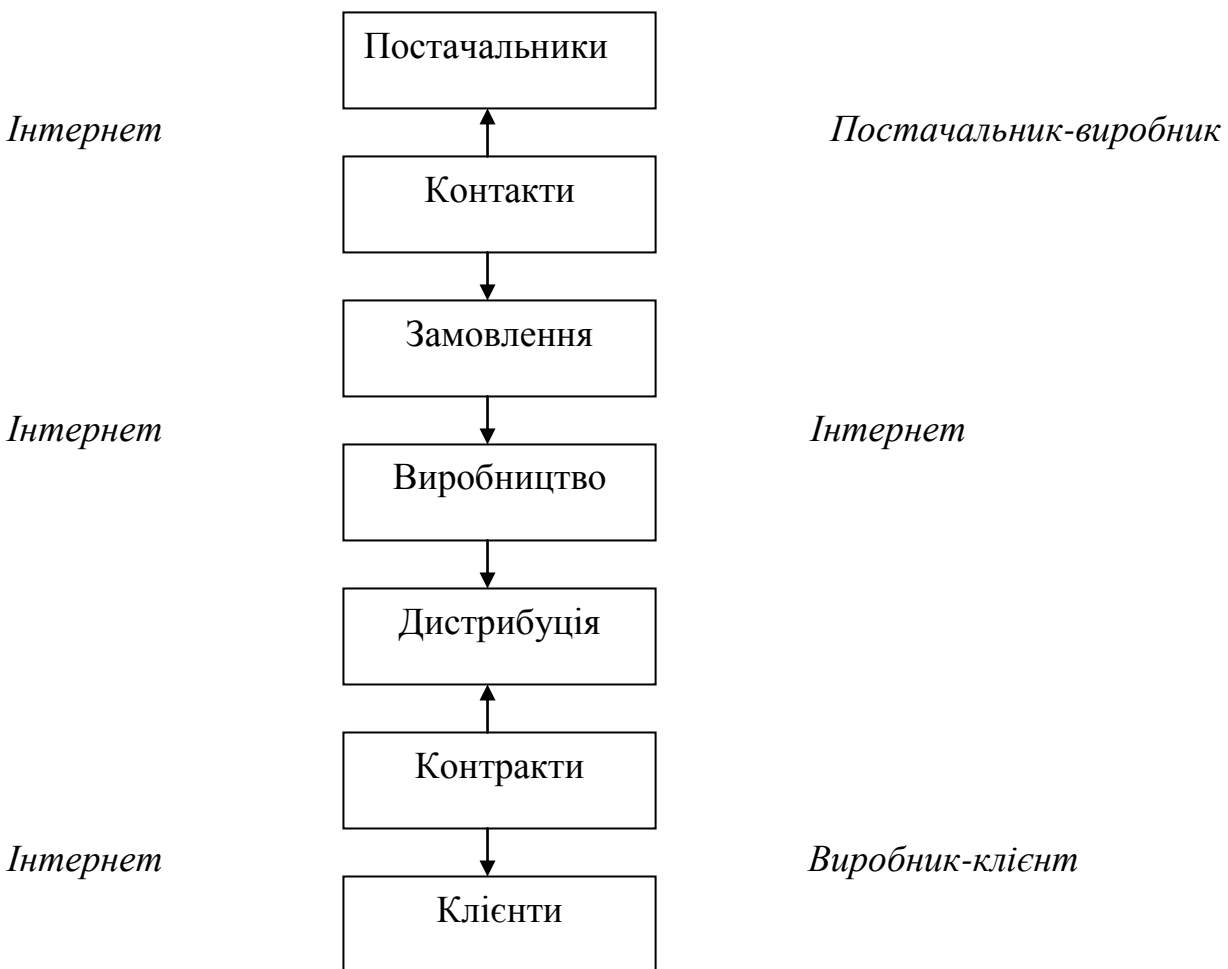 Постачальники
Інтернет Постачальник-виробник
Контакти
Замовлення
Інтернет Інтернет
Виробництво
Дистрибуція
Контракти
Інтернет Виробник-клієнт
Клієнти